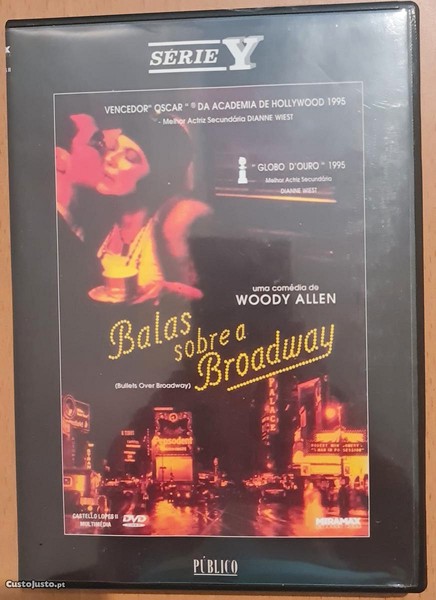 SÉRIE Y
VENCEDOR " OSCAR " ® DA ACADEMIA DE HOLLYWOOD 1995
- Melhor Actriz Secundária DIANNE WIEST
" GLOBO D'OURO " 1995
Melhor Actriz Secundária
DIANNE WIEST
uma comédia de
WOODY ALLEN
Balas
sobre a
Broadway
(Bullets Over Broadway)
PALACE
Pepsodent
CASTELLO LOPES
MULTIMÉDIA
DVD
MIRAMAX
PÚBLICO
CustoJusto.pt